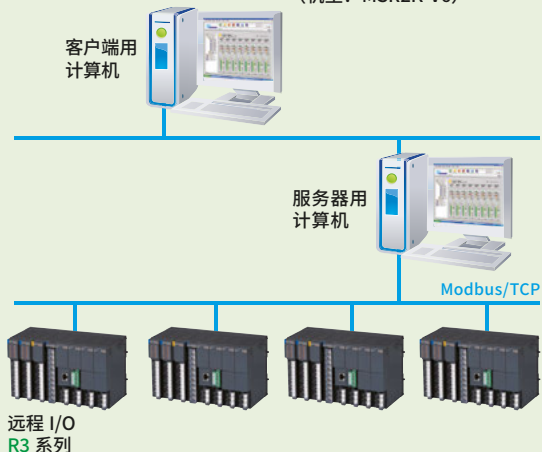 客户端用
计算机
服务器用
计算机
Modbus/TCP
远程 I/O
R3 系列